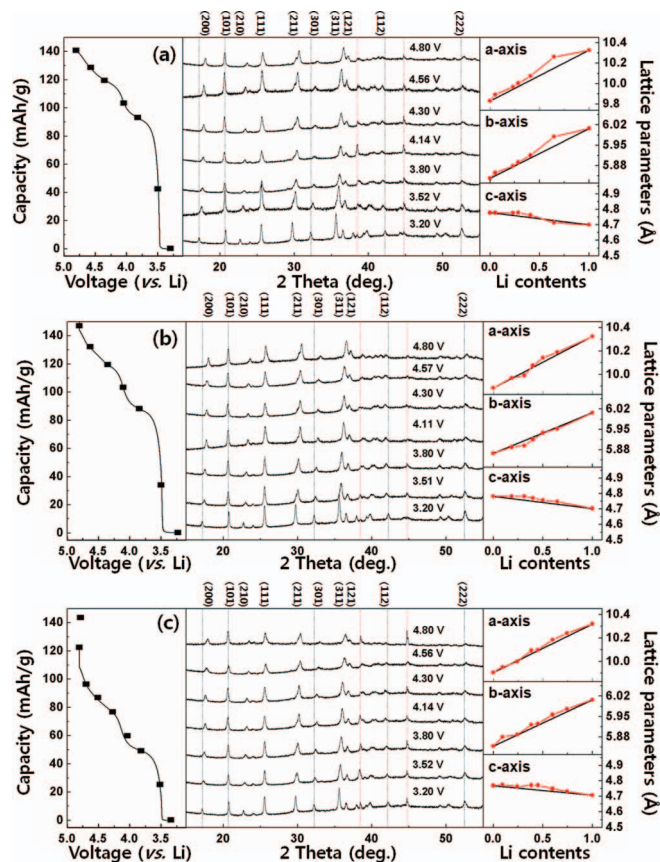 (200) (101) (210) (111) (211) (301) (311) (121) (112) (222)
(a)
Capacity (mAh/g)
140
120
100
80
60
40
20
0
5.0 4.5 4.0 3.5
Voltage (vs. Li)
4.80 V
4.56 V
4.30 V
4.14 V
3.80 V
3.52 V
3.20 V
20 30 40 50
2 Theta (deg.)
a-axis
b-axis
c-axis
10.4
10.2
10.0
9.8
6.02
5.95
5.88
4.9
4.8
4.7
4.6
Lattice parameters (Å)
0.0 0.5 1.0
Li contents
(200) (101) (210) (111) (211) (301) (311) (121) (112) (222)
(b)
Capacity (mAh/g)
140
120
100
80
60
40
20
0
5.0 4.5 4.0 3.5
Voltage (vs. Li)
4.80 V
4.57 V
4.30 V
4.11 V
3.80 V
3.51 V
3.20 V
20 30 40 50
2 Theta (deg.)
a-axis
b-axis
c-axis
10.4
10.2
10.0
6.02
5.95
5.88
4.9
4.8
4.7
4.6
4.5
Lattice parameters (Å)
0.0 0.5 1.0
Li contents
(200) (101) (210) (111) (211) (301) (311) (121) (112) (222)
(c)
Capacity (mAh/g)
140
120
100
80
60
40
20
0
5.0 4.5 4.0 3.5
Voltage (vs. Li)
4.80 V
4.56 V
4.30 V
4.14 V
3.80 V
3.52 V
3.20 V
20 30 40 50
2 Theta (deg.)
a-axis
b-axis
c-axis
10.4
10.2
10.0
6.02
5.95
5.88
4.9
4.8
4.7
4.6
4.5
Lattice parameters (Å)
0.0 0.5 1.0
Li contents